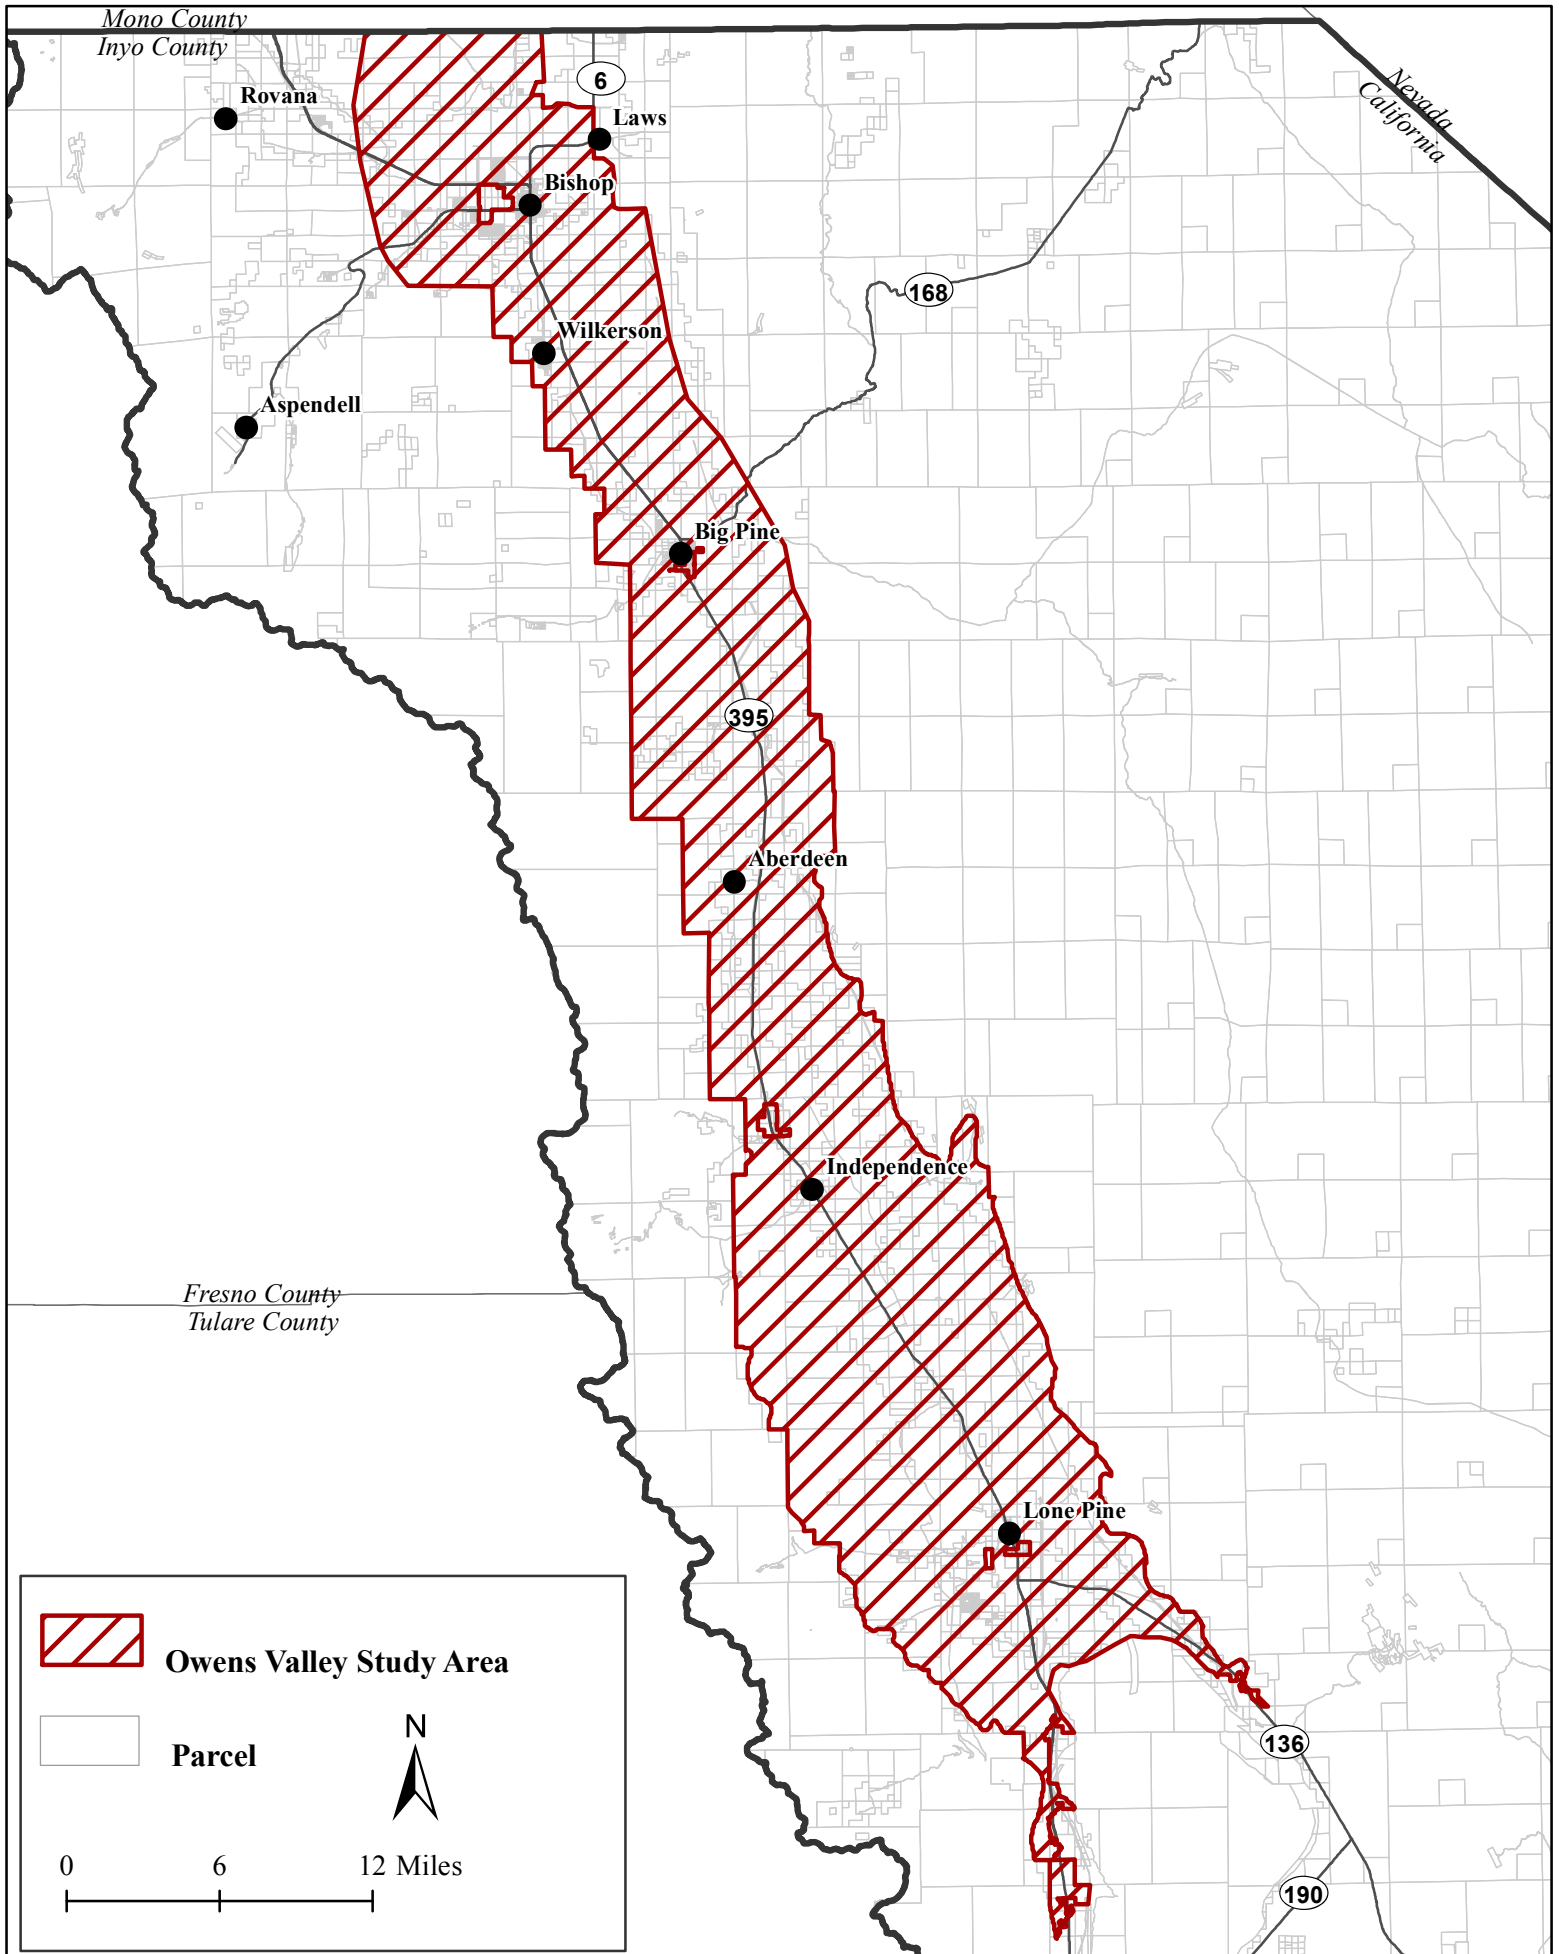 Mono County
Inyo County
6
Nevada
California
Rovana
Laws
Bishop
168
Wilkerson
Aspendell
Big Pine
395
Aberdeen
Independence
Fresno County
Tulare County
Lone Pine
Owens Valley Study Area
Parcel
N
136
0 6 12 Miles
190